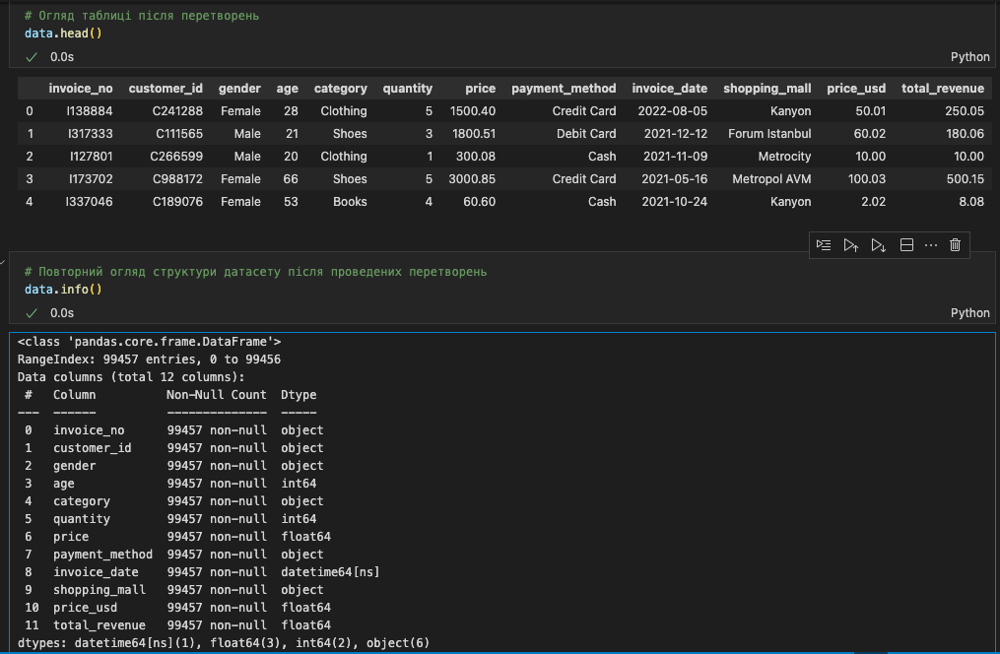 # Огляд таблиці після перетворень
data.head()
0.0s
Python
invoice_no customer_id gender age category quantity price payment_method invoice_date shopping_mall price_usd total_revenue
0 I138884 C241288 Female 28 Clothing 5 1500.40 Credit Card 2022-08-05 Kanyon 50.01 250.05
1 I317333 C111565 Male 21 Shoes 3 1800.51 Debit Card 2021-12-12 Forum Istanbul 60.02 180.06
2 I127801 C266599 Male 20 Clothing 1 300.08 Cash 2021-11-09 Metrocity 10.00 10.00
3 I173702 C988172 Female 66 Shoes 5 3000.85 Credit Card 2021-05-16 Metropol AVM 100.03 500.15
4 I337046 C189076 Female 53 Books 4 60.60 Cash 2021-10-24 Kanyon 2.02 8.08
# Повторний огляд структури датасету після проведених перетворень
data.info()
0.0s
Python
<class 'pandas.core.frame.DataFrame'>
RangeIndex: 99457 entries, 0 to 99456
Data columns (total 12 columns):
# Column Non-Null Count Dtype
--- ------ -------------- -----
0 invoice_no 99457 non-null object
1 customer_id 99457 non-null object
2 gender 99457 non-null object
3 age 99457 non-null int64
4 category 99457 non-null object
5 quantity 99457 non-null int64
6 price 99457 non-null float64
7 payment_method 99457 non-null object
8 invoice_date 99457 non-null datetime64[ns]
9 shopping_mall 99457 non-null object
10 price_usd 99457 non-null float64
11 total_revenue 99457 non-null float64
dtypes: datetime64[ns](1), float64(3), int64(2), object(6)